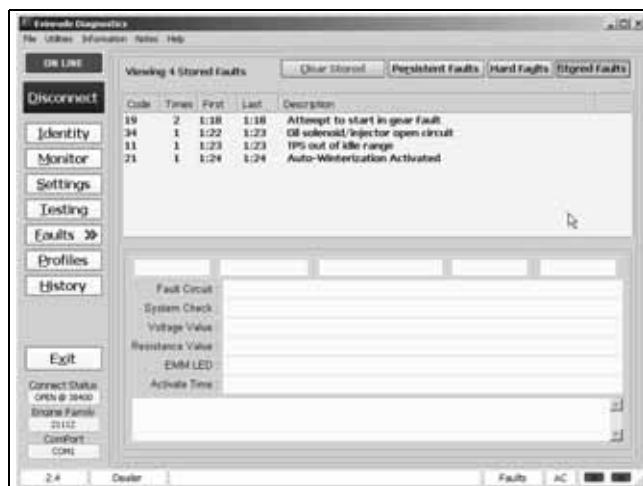 Evinrude Diagnostics
File Utilities Information Notes Help
ON LINE
Disconnect
Identity
Monitor
Settings
Testing
Faults »
Profiles
History
Exit
Connect Status
OPEN @ 38400
Engine Family
2111Z
ComPort
COM1
Viewing 4 Stored Faults
Clear Stored
Persistent Faults
Hard Faults
Stored Faults
Code Times First Last Description
19 2 1:18 1:18 Attempt to start in gear fault
34 1 1:22 1:23 Oil solenoid/injector open circuit
11 1 1:23 1:23 TPS out of idle range
21 1 1:24 1:24 Auto-Winterization Activated
Fault Circuit
System Check
Voltage Value
Resistance Value
EMM LED
Activate Time
2.4 Dealer Faults AC